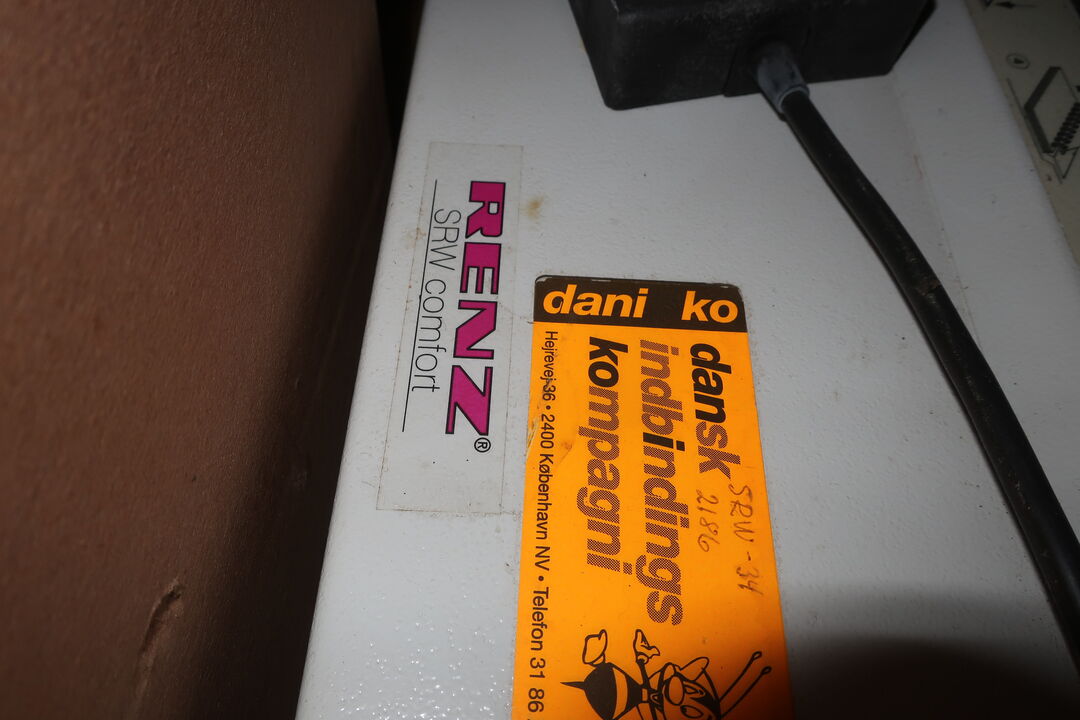 RENZ®
SRW comfort
dani ko
dansk
indbindings
kompagni
SRW-34
2186
Hejrevej 36 • 2400 København NV • Telefon 31 86